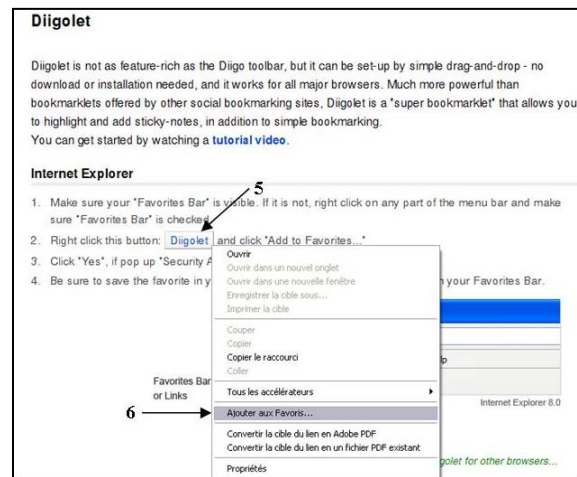 Diigolet
Diigolet is not as feature-rich as the Diigo toolbar, but it can be set-up by simple drag-and-drop - no
download or installation needed, and it works for all major browsers. Much more powerful than
bookmarklets offered by other social bookmarking sites, Diigolet is a "super bookmarklet" that allows you
to highlight and add sticky-notes, in addition to simple bookmarking.
You can get started by watching a tutorial video.
Internet Explorer
5
1. Make sure your "Favorites Bar" is visible. If it is not, right click on any part of the menu bar and make
sure "Favorites Bar" is checked
2. Right click this button: Diigolet and click "Add to Favorites..."
3. Click "Yes", if pop up "Security A
4. Be sure to save the favorite in y
n your Favorites Bar.
Ouvrir
Ouvrir dans un nouvel onglet
Ouvrir dans une nouvelle fenêtre
Enregistrer la cible sous...
Imprimer la cible
Couper
Copier
Copier le raccourci
Coller
Tous les accélérateurs
Ajouter aux Favoris...
Convertir la cible du lien en Adobe PDF
Convertir la cible du lien en un fichier PDF existant
Propriétés
lp
Favorites Bar
or Links
Internet Explorer 8.0
6
golet for other browsers...